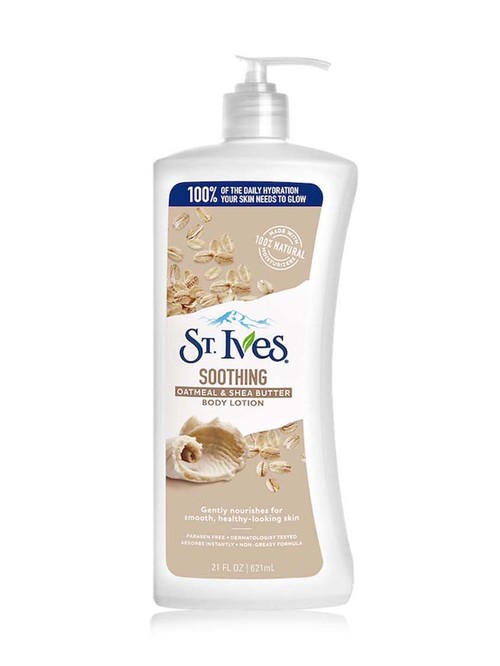 100% OF THE DAILY HYDRATION
YOUR SKIN NEEDS TO GLOW
MADE WITH
100% NATURAL
MOISTURIZERS
ST. IVES®
SOOTHING
OATMEAL & SHEA BUTTER
BODY LOTION
Gently nourishes for
smooth, healthy-looking skin
PARABEN FREE • DERMATOLOGIST TESTED
ABSORBS INSTANTLY • NON-GREASY FORMULA
21 FL OZ | 621mL